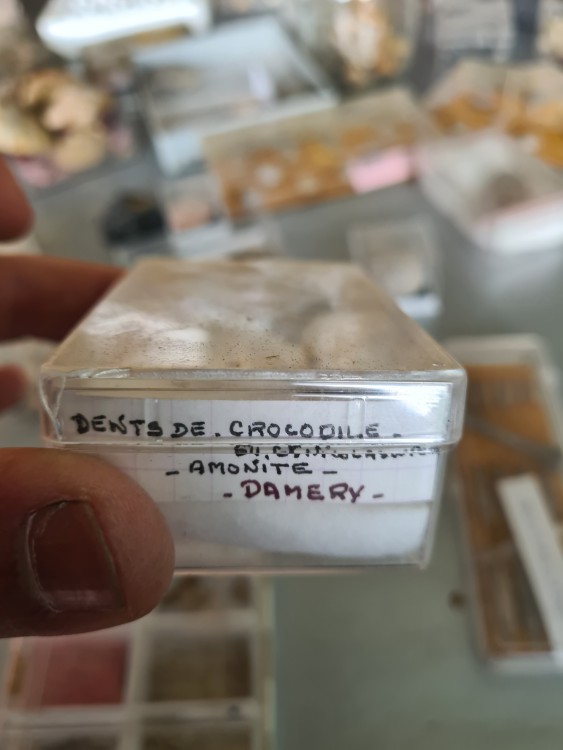 DENTS DE. CROCODILE -
- AMONITE -
- DAMERY -